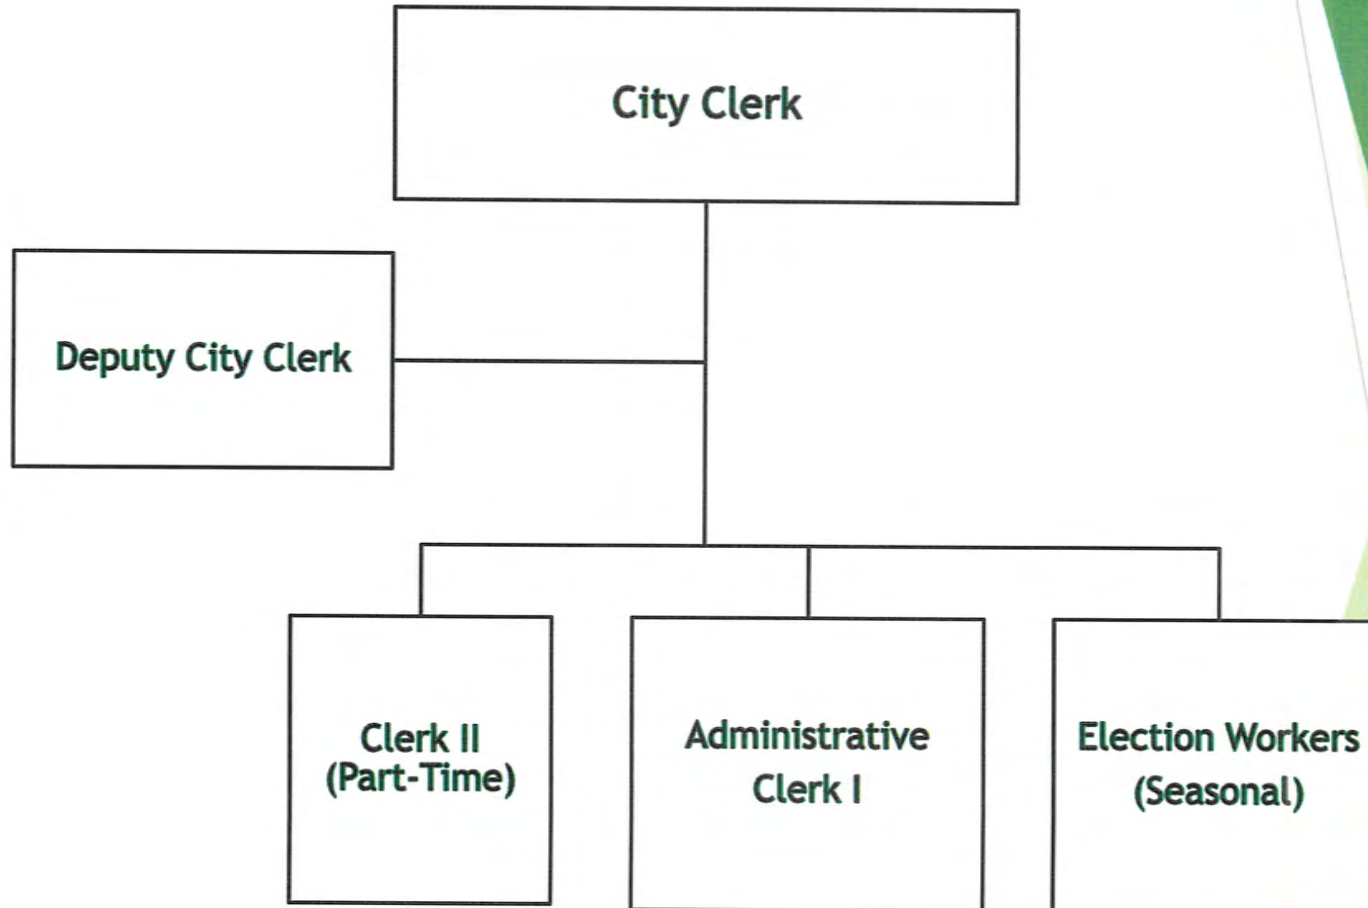 City Clerk
Deputy City Clerk
Clerk II
(Part-Time)
Administrative
Clerk I
Election Workers
(Seasonal)